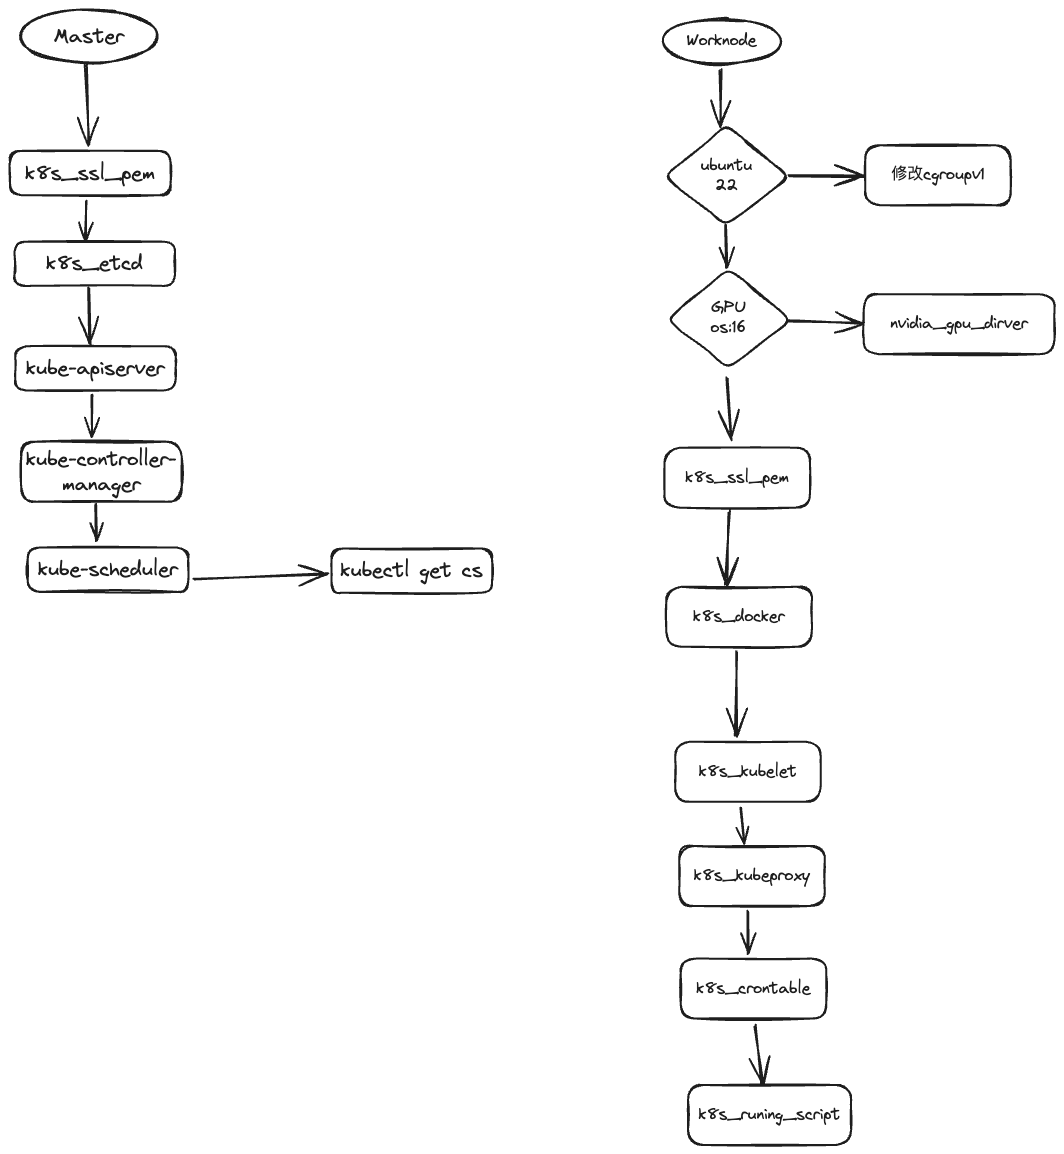 Master
k8s_ssl_pem
k8s_etcd
kube-apiserver
kube-controller-
manager
kube-scheduler
kubectl get cs
Worknode
ubuntu
22
修改cgroupv1
GPU
os:16
nvidia_gpu_dirver
k8s_ssl_pem
k8s_docker
k8s_kubelet
k8s_kubeproxy
k8s_crontable
k8s_runing_script